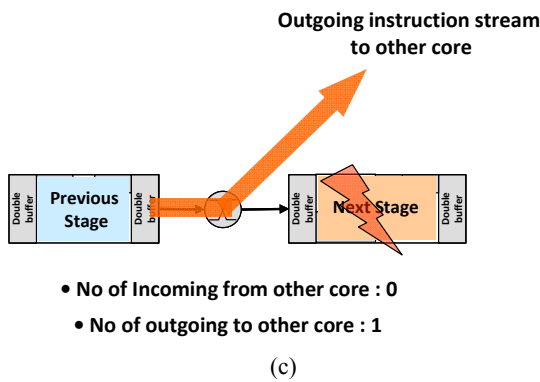 Outgoing instruction stream
to other core
Double
buffer
Previous
Stage
Double
buffer
Double
buffer
Next Stage
Double
buffer
• No of Incoming from other core : 0
• No of outgoing to other core : 1
(c)